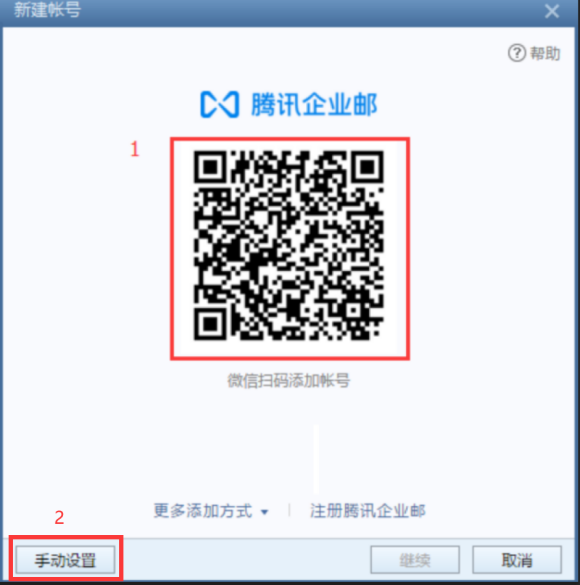 新建帐号
帮助
腾讯企业邮
1
微信扫码添加帐号
更多添加方式
注册腾讯企业邮
2
手动设置
继续
取消